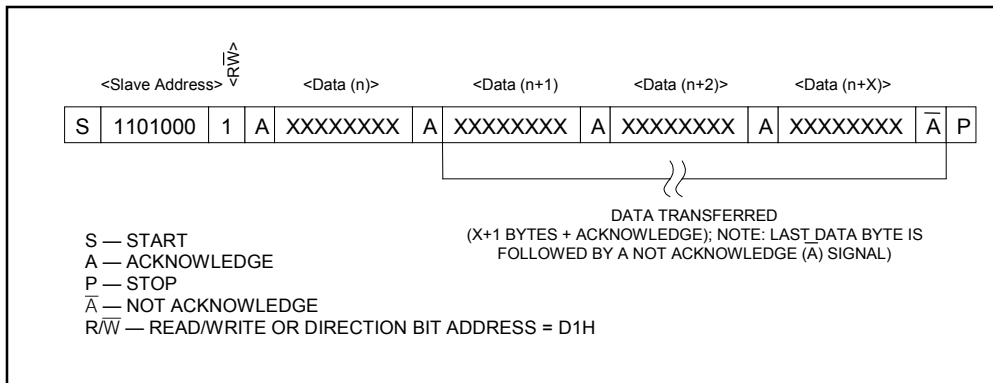 <R/W̅>
<Slave Address> <Data (n)> <Data (n+1) <Data (n+2)> <Data (n+X)>
S 1101000 1 A XXXXXXXX A XXXXXXXX A XXXXXXXX A XXXXXXXX A̅ P
DATA TRANSFERRED
(X+1 BYTES + ACKNOWLEDGE); NOTE: LAST DATA BYTE IS
FOLLOWED BY A NOT ACKNOWLEDGE (A̅) SIGNAL)
S — START
A — ACKNOWLEDGE
P — STOP
A̅ — NOT ACKNOWLEDGE
R/W̅ — READ/WRITE OR DIRECTION BIT ADDRESS = D1H